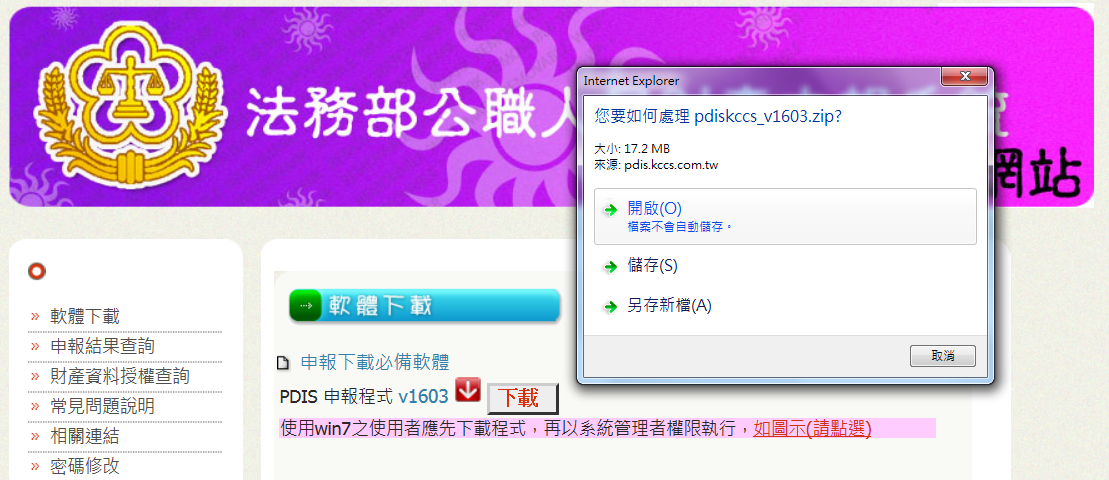 法務部公職人
網站
Internet Explorer
您要如何處理 pdiskccs_v1603.zip?
大小: 17.2 MB
來源: pdis.kccs.com.tw
開啟(O)
檔案不會自動儲存。
儲存(S)
另存新檔(A)
取消
軟體下載
申報結果查詢
財產資料授權查詢
常見問題說明
相關連結
密碼修改
軟體下載
申報下載必備軟體
PDIS 申報程式 v1603 下載
使用win7之使用者應先下載程式，再以系統管理者權限執行，如圖示(請點選)